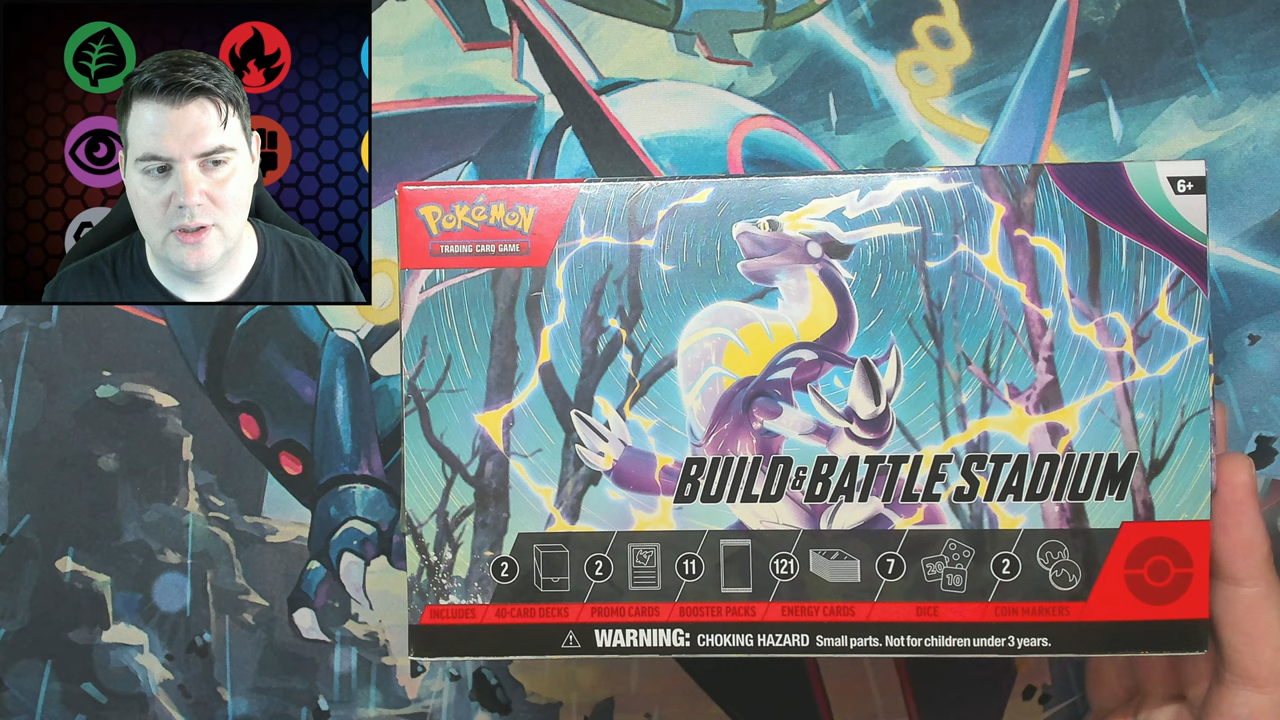 POKéMON
TRADING CARD GAME
6+
BUILD & BATTLE STADIUM
2 2 11 121 7 20 10 2
INCLUDES 40-CARD DECKS PROMO CARDS BOOSTER PACKS ENERGY CARDS DICE COIN MARKERS
WARNING: CHOKING HAZARD Small parts. Not for children under 3 years.